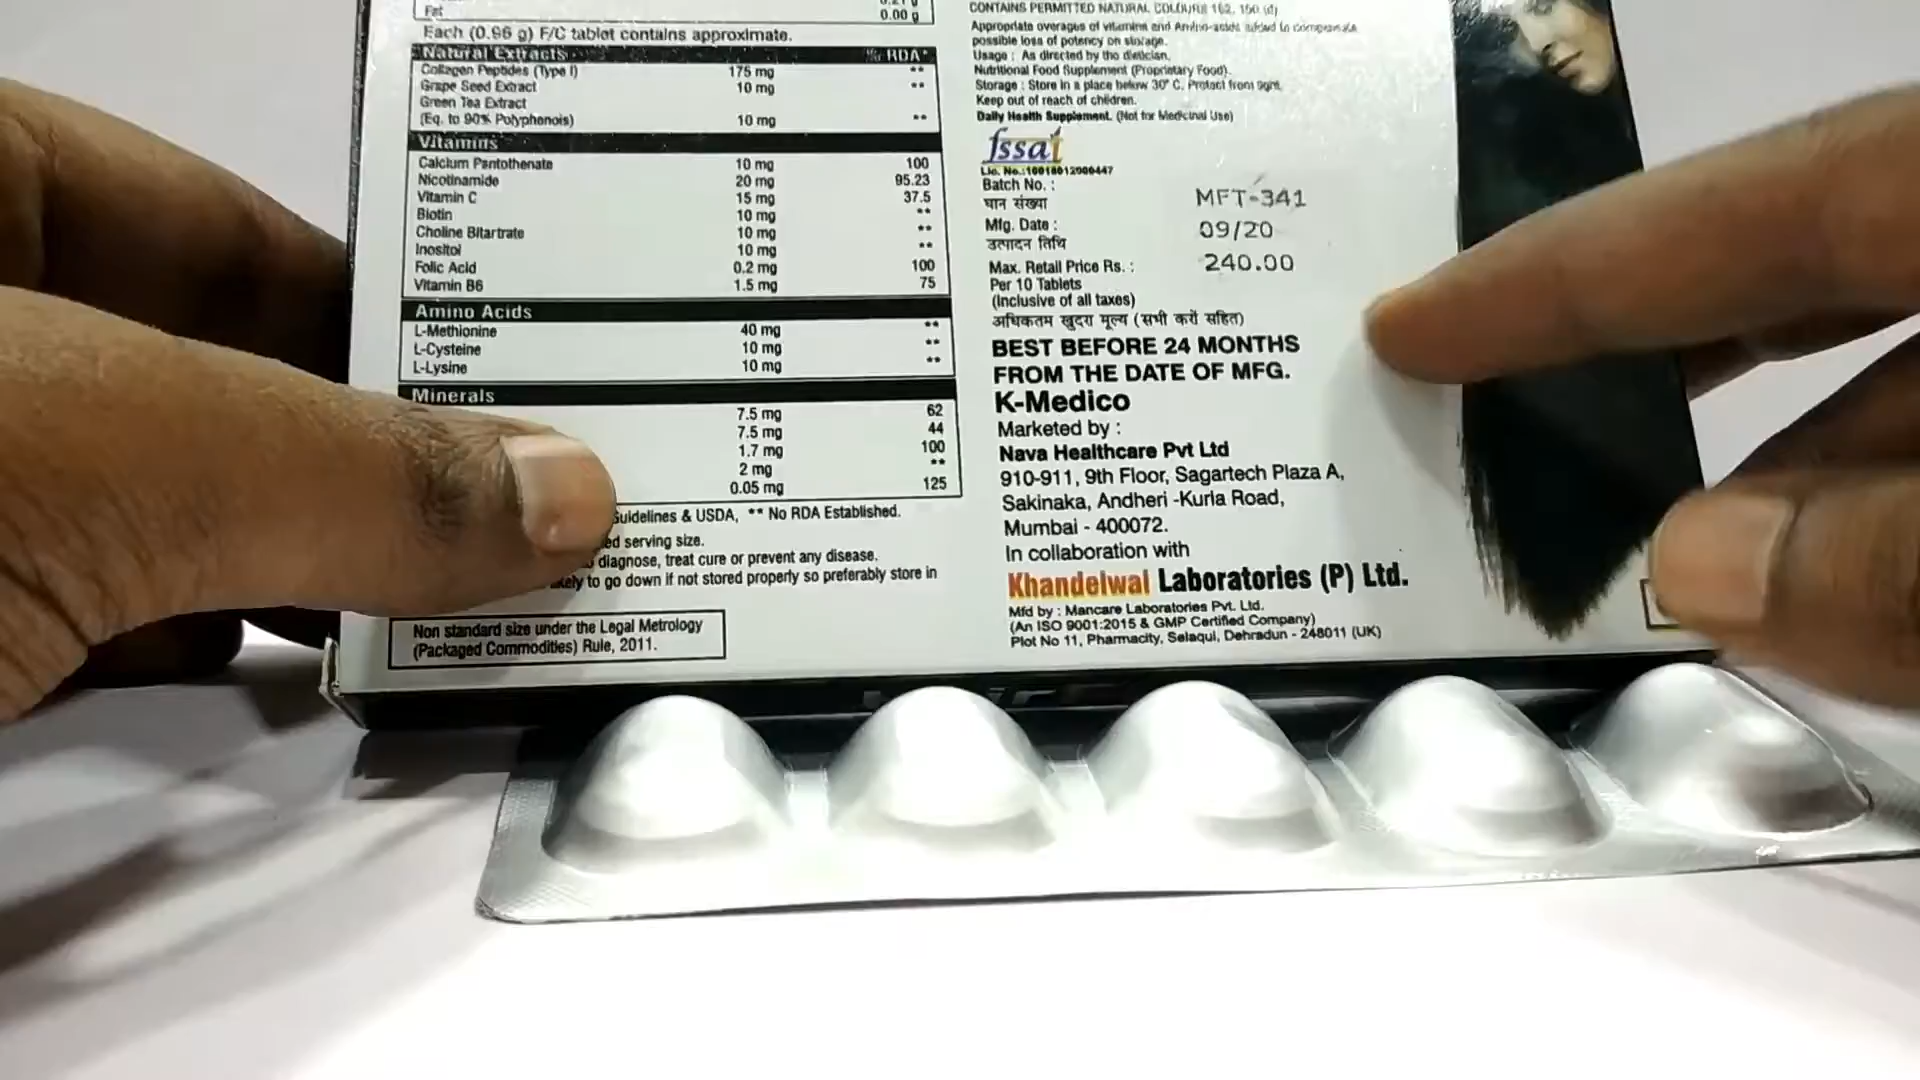 Fat 0.00 g
Each (0.96 g) F/C tablet contains approximate.
Natural Extracts % RDA*
Collagen Peptides (Type I) 175 mg **
Grape Seed Extract 10 mg **
Green Tea Extract
(Eq. to 90% Polyphenols) 10 mg **
Vitamins
Calcium Pantothenate 10 mg 100
Nicotinamide 20 mg 95.23
Vitamin C 15 mg 37.5
Biotin 10 mg **
Choline Bitartrate 10 mg **
Inositol 10 mg **
Folic Acid 0.2 mg 100
Vitamin B6 1.5 mg 75
Amino Acids
L-Methionine 40 mg **
L-Cysteine 10 mg **
L-Lysine 10 mg **
Minerals
7.5 mg 62
7.5 mg 44
1.7 mg 100
2 mg **
0.05 mg 125
Guidelines & USDA, ** No RDA Established.
serving size.
diagnose, treat cure or prevent any disease.
to go down if not stored properly so preferably store in
Non standard size under the Legal Metrology
(Packaged Commodities) Rule, 2011.
CONTAINS PERMITTED NATURAL COLOURS 162, 150 (d)
Appropriate overages of vitamins and Amino-acids added to compensate
possible loss of potency on storage.
Usage : As directed by the dietician.
Nutritional Food Supplement (Proprietary Food).
Storage : Store in a place below 30° C. Protect from light.
Keep out of reach of children.
Daily Health Supplement. (Not for Medicinal Use)
fssai
Lic. No.:10018012000447
Batch No. : MFT-341
घान संख्या
Mfg. Date : 09/20
उत्पादन तिथि
Max. Retail Price Rs. : 240.00
Per 10 Tablets
(Inclusive of all taxes)
अधिकतम खुदरा मूल्य (सभी करों सहित)
BEST BEFORE 24 MONTHS
FROM THE DATE OF MFG.
K-Medico
Marketed by :
Nava Healthcare Pvt Ltd
910-911, 9th Floor, Sagartech Plaza A,
Sakinaka, Andheri -Kurla Road,
Mumbai - 400072.
In collaboration with
Khandelwal Laboratories (P) Ltd.
Mfd by : Mancare Laboratories Pvt. Ltd.
(An ISO 9001:2015 & GMP Certified Company)
Plot No 11, Pharmacity, Selaqui, Dehradun - 248011 (UK)